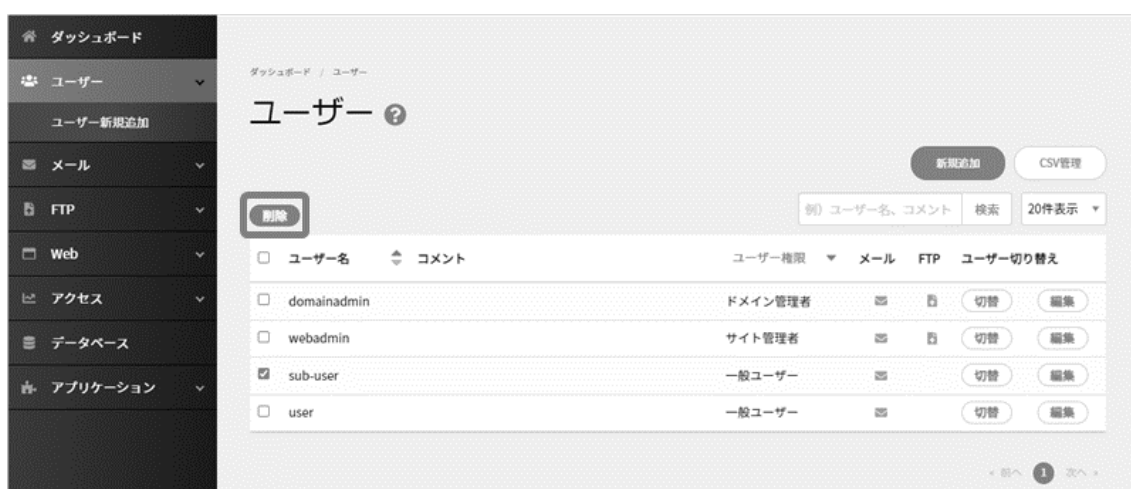 ダッシュボード
ユーザー
ユーザー新規追加
メール
FTP
Web
アクセス
データベース
アプリケーション
ダッシュボード / ユーザー
ユーザー ?
新規追加 CSV管理
削除 例）ユーザー名、コメント 検索 20件表示
ユーザー名 コメント ユーザー権限 メール FTP ユーザー切り替え
domainadmin ドメイン管理者 切替 編集
webadmin サイト管理者 切替 編集
sub-user 一般ユーザー 切替 編集
user 一般ユーザー 切替 編集
« 前へ 1 次へ »